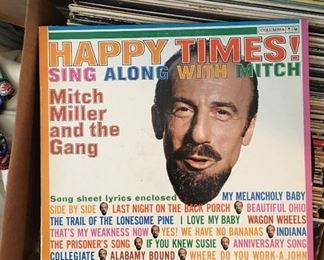 COLUMBIA
HAPPY TIMES!
SING ALONG WITH MITCH
Mitch
Miller
and the
Gang
Song sheet lyrics enclosed
MY MELANCHOLY BABY
SIDE BY SIDE LAST NIGHT ON THE BACK PORCH BEAUTIFUL OHIO
THE TRAIL OF THE LONESOME PINE I LOVE MY BABY WAGON WHEELS
THAT'S MY WEAKNESS NOW YES! WE HAVE NO BANANAS INDIANA
THE PRISONER'S SONG IF YOU KNEW SUSIE ANNIVERSARY SONG
COLLEGIATE ALABAMY BOUND WHERE DO YOU WORK-A JOHN